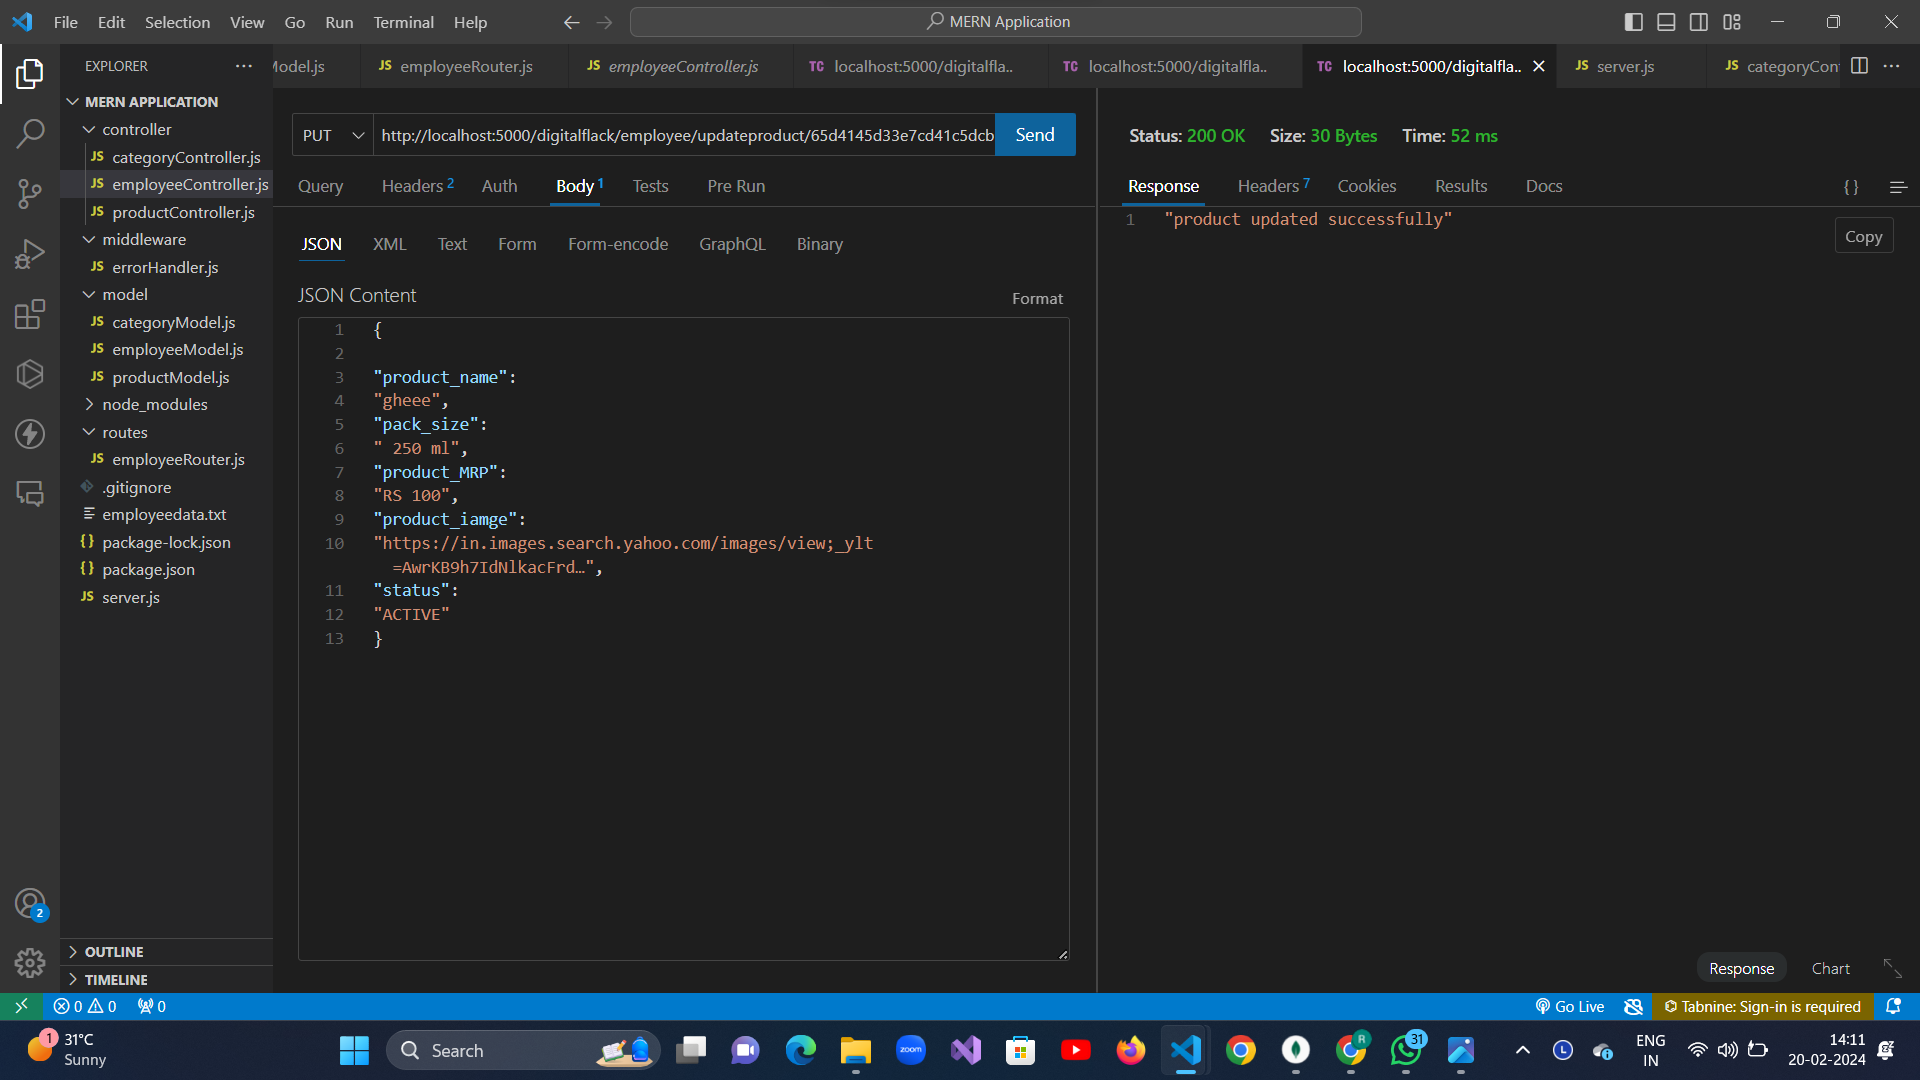 File Edit Selection View Go Run Terminal Help
MERN Application
EXPLORER
Model.js
JS employeeRouter.js
JS employeeController.js
TC localhost:5000/digitalfla..
TC localhost:5000/digitalfla..
TC localhost:5000/digitalfla..
JS server.js
JS categoryCon
MERN APPLICATION
controller
JS categoryController.js
JS employeeController.js
JS productController.js
middleware
JS errorHandler.js
model
JS categoryModel.js
JS employeeModel.js
JS productModel.js
node_modules
routes
JS employeeRouter.js
.gitignore
employeedata.txt
{} package-lock.json
{} package.json
JS server.js
OUTLINE
TIMELINE
2
PUT http://localhost:5000/digitalflack/employee/updateproduct/65d4145d33e7cd41c5dcb Send
Query Headers 2 Auth Body 1 Tests Pre Run
JSON XML Text Form Form-encode GraphQL Binary
JSON Content
Format
1 {
2
3 "product_name":
4 "gheee",
5 "pack_size":
6 " 250 ml",
7 "product_MRP":
8 "RS 100",
9 "product_iamge":
10 "https://in.images.search.yahoo.com/images/view;_ylt
=AwrKB9h7IdNlkacFrd…",
11 "status":
12 "ACTIVE"
13 }
Status: 200 OK Size: 30 Bytes Time: 52 ms
Response Headers 7 Cookies Results Docs {}
1 "product updated successfully"
Copy
Response Chart
0 0 0
Go Live
Tabnine: Sign-in is required
1
31°C
Sunny
Search
zoom
R
31
L
ENG
IN
14:11
20-02-2024